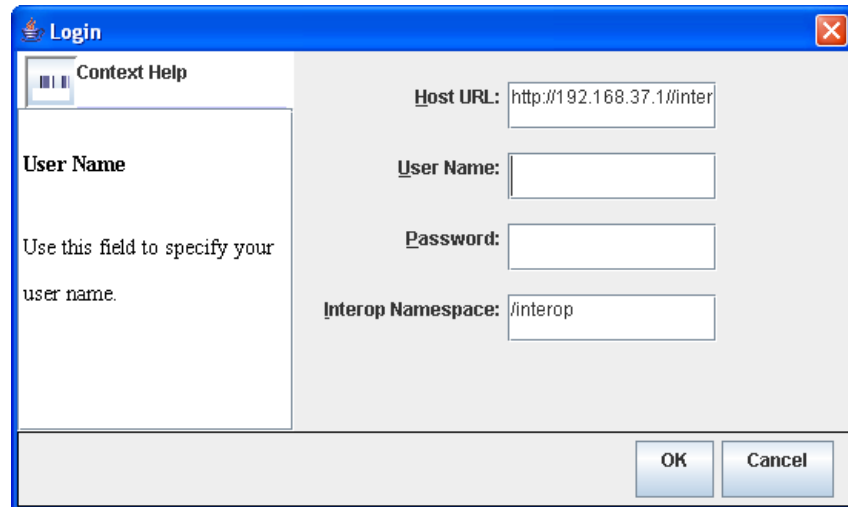 Login
Context Help
User Name
Use this field to specify your
user name.
Host URL: http://192.168.37.1//inter
User Name:
Password:
Interop Namespace: /interop
OK Cancel